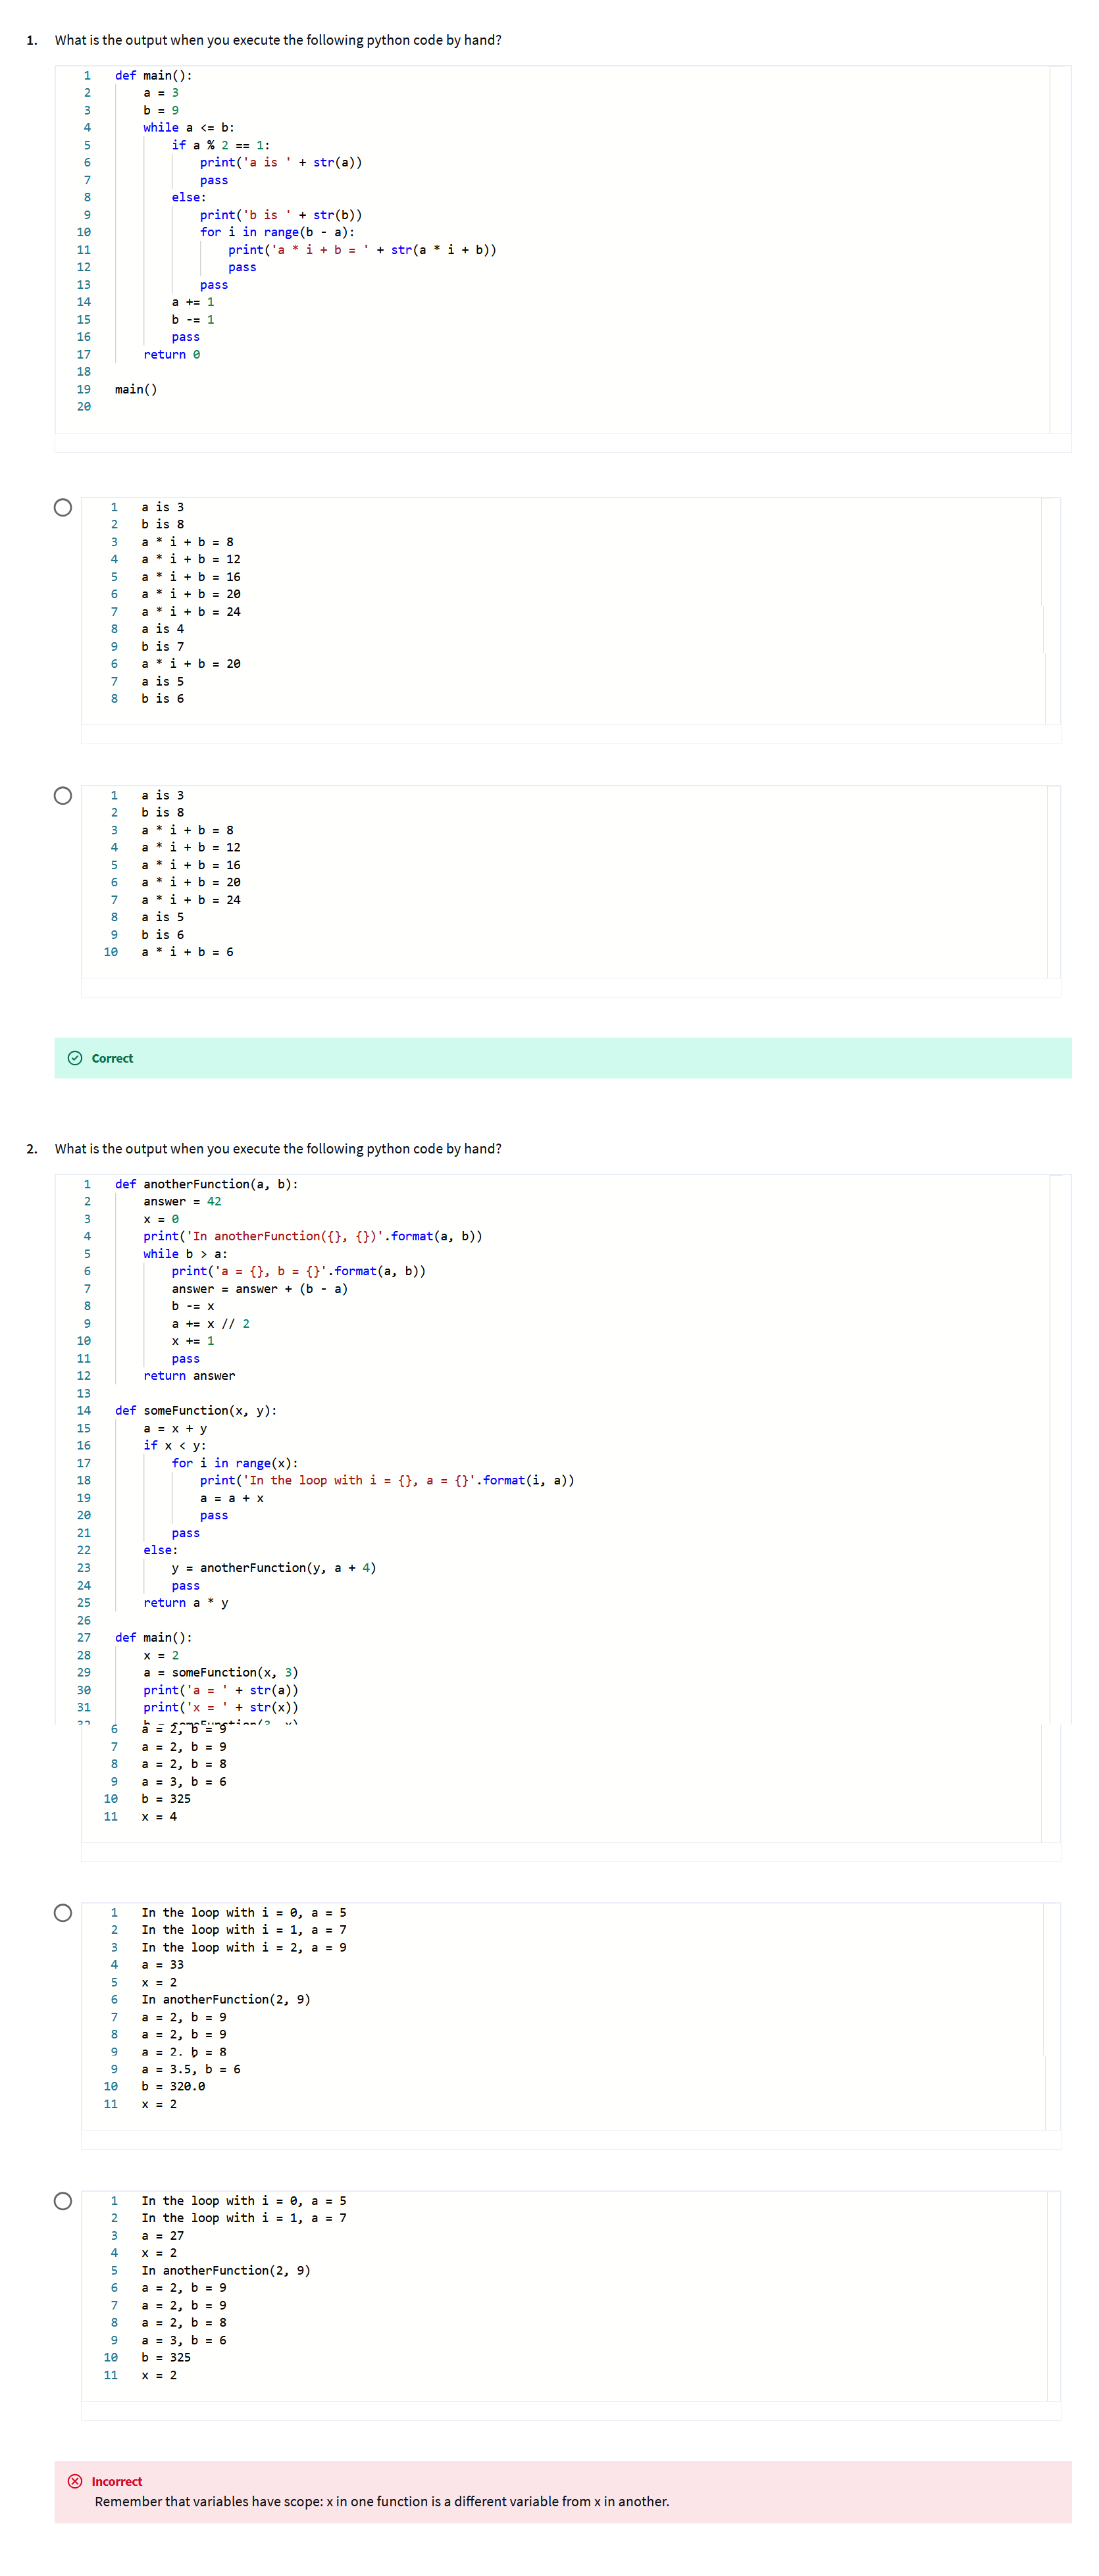 1. What is the output when you execute the following python code by hand?
1 def main():
2 a = 3
3 b = 9
4 while a <= b:
5 if a % 2 == 1:
6 print('a is ' + str(a))
7 pass
8 else:
9 print('b is ' + str(b))
10 for i in range(b - a):
11 print('a * i + b = ' + str(a * i + b))
12 pass
13 pass
14 a += 1
15 b -= 1
16 pass
17 return 0
18
19 main()
20
1 a is 3
2 b is 8
3 a * i + b = 8
4 a * i + b = 12
5 a * i + b = 16
6 a * i + b = 20
7 a * i + b = 24
8 a is 4
9 b is 7
6 a * i + b = 20
7 a is 5
8 b is 6
1 a is 3
2 b is 8
3 a * i + b = 8
4 a * i + b = 12
5 a * i + b = 16
6 a * i + b = 20
7 a * i + b = 24
8 a is 5
9 b is 6
10 a * i + b = 6
Correct
2. What is the output when you execute the following python code by hand?
1 def anotherFunction(a, b):
2 answer = 42
3 x = 0
4 print('In anotherFunction({}, {})'.format(a, b))
5 while b > a:
6 print('a = {}, b = {}'.format(a, b))
7 answer = answer + (b - a)
8 b -= x
9 a += x // 2
10 x += 1
11 pass
12 return answer
13
14 def someFunction(x, y):
15 a = x + y
16 if x < y:
17 for i in range(x):
18 print('In the loop with i = {}, a = {}'.format(i, a))
19 a = a + x
20 pass
21 pass
22 else:
23 y = anotherFunction(y, a + 4)
24 pass
25 return a * y
26
27 def main():
28 x = 2
29 a = someFunction(x, 3)
30 print('a = ' + str(a))
31 print('x = ' + str(x))
32 b = someFunction(3, x)
6 a = 2, b = 9
7 a = 2, b = 9
8 a = 2, b = 8
9 a = 3, b = 6
10 b = 325
11 x = 4
1 In the loop with i = 0, a = 5
2 In the loop with i = 1, a = 7
3 In the loop with i = 2, a = 9
4 a = 33
5 x = 2
6 In anotherFunction(2, 9)
7 a = 2, b = 9
8 a = 2, b = 9
9 a = 2. b = 8
9 a = 3.5, b = 6
10 b = 320.0
11 x = 2
1 In the loop with i = 0, a = 5
2 In the loop with i = 1, a = 7
3 a = 27
4 x = 2
5 In anotherFunction(2, 9)
6 a = 2, b = 9
7 a = 2, b = 9
8 a = 2, b = 8
9 a = 3, b = 6
10 b = 325
11 x = 2
Incorrect
Remember that variables have scope: x in one function is a different variable from x in another.